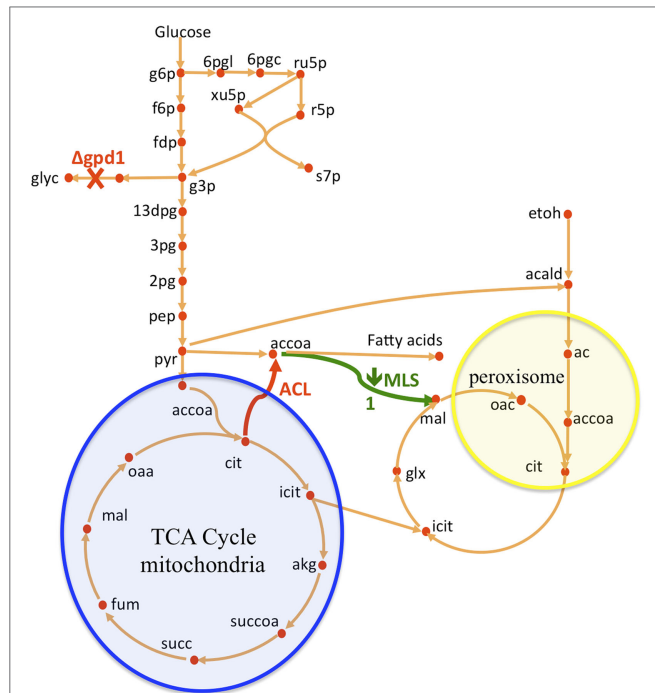 Glucose
g6p
6pgl
6pgc
ru5p
f6p
xu5p
r5p
fdp
Δgpd1
glyc
g3p
s7p
13dpg
3pg
etoh
2pg
acald
pep
pyr
accoa
Fatty acids
ac
peroxisome
ACL
MLS
1
mal
oac
accoa
accoa
cit
cit
oaa
glx
icit
icit
mal
TCA Cycle
mitochondria
akg
fum
succoa
succ